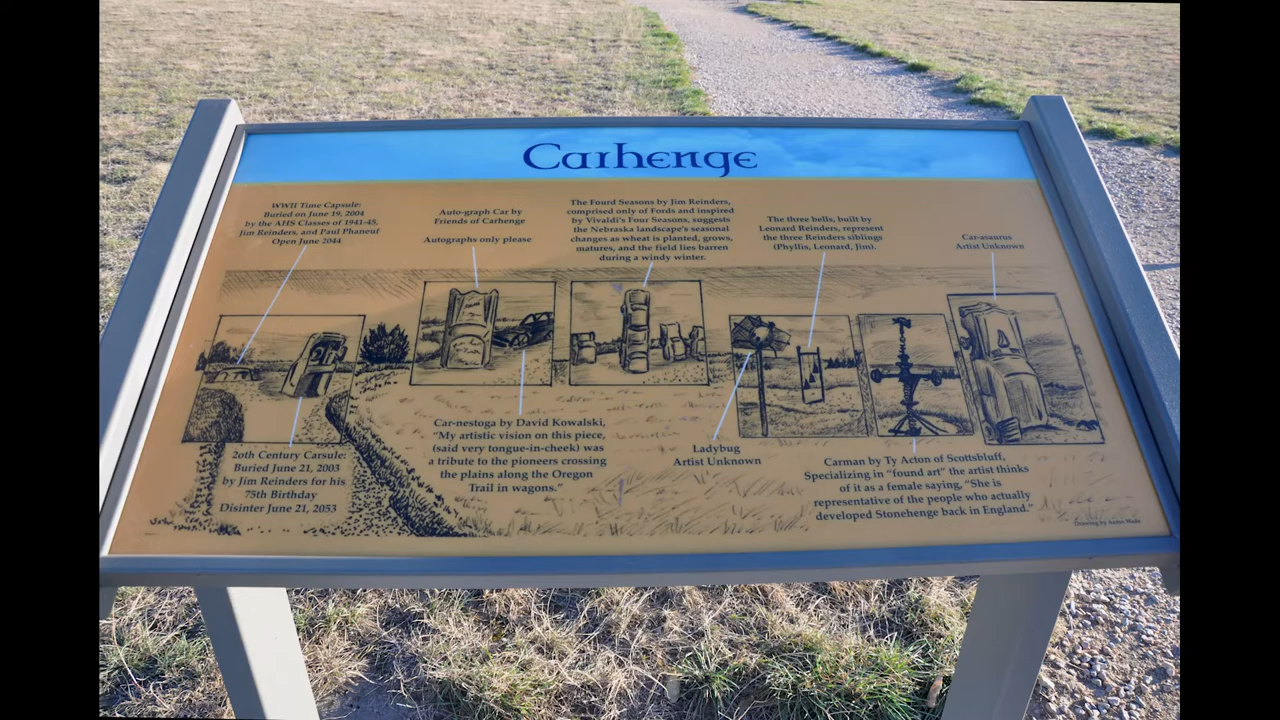 Carhenge
WWII Time Capsule:
Buried on June 19, 2004
by the AHS Classes of 1941-45,
Jim Reinders, and Paul Phaneuf
Open June 2044
Auto-graph Car by
Friends of Carhenge
Autographs only please
The Fourd Seasons by Jim Reinders,
comprised only of Fords and inspired
by Vivaldi's Four Seasons, suggests
the Nebraska landscape's seasonal
changes as wheat is planted, grows,
matures, and the field lies barren
during a windy winter.
The three bells, built by
Leonard Reinders, represent
the three Reinders siblings
(Phyllis, Leonard, Jim).
Car-asaurus
Artist Unknown
20th Century Carsule:
Buried June 21, 2003
by Jim Reinders for his
75th Birthday
Disinter June 21, 2053
Car-nestoga by David Kowalski,
"My artistic vision on this piece,
(said very tongue-in-cheek) was
a tribute to the pioneers crossing
the plains along the Oregon
Trail in wagons."
Ladybug
Artist Unknown
Carman by Ty Acton of Scottsbluff,
Specializing in "found art" the artist thinks
of it as a female saying, "She is
representative of the people who actually
developed Stonehenge back in England."
Drawing by Aaron